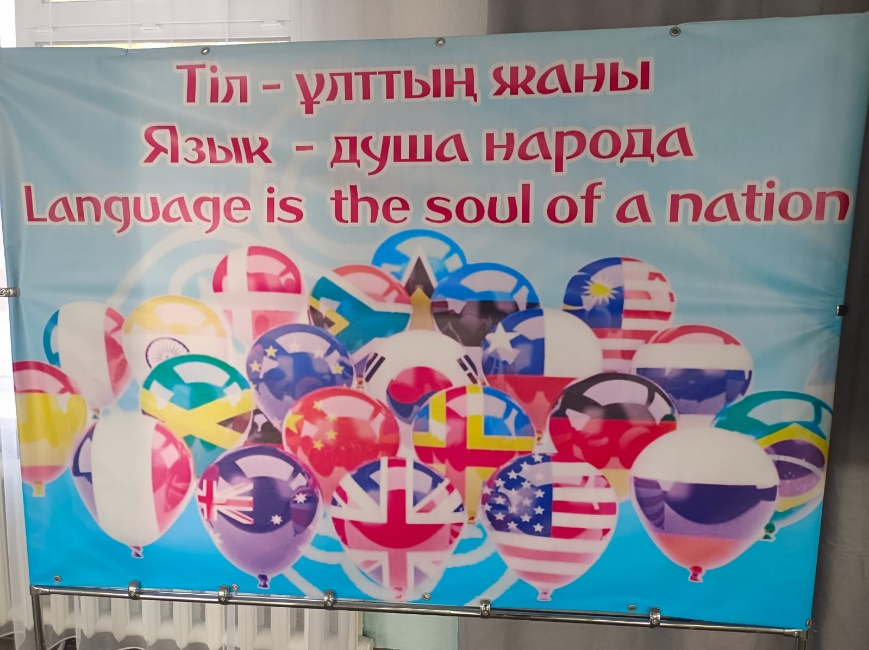 Тіл - ұлттың жаны
Язык - душа народа
Language is the soul of a nation